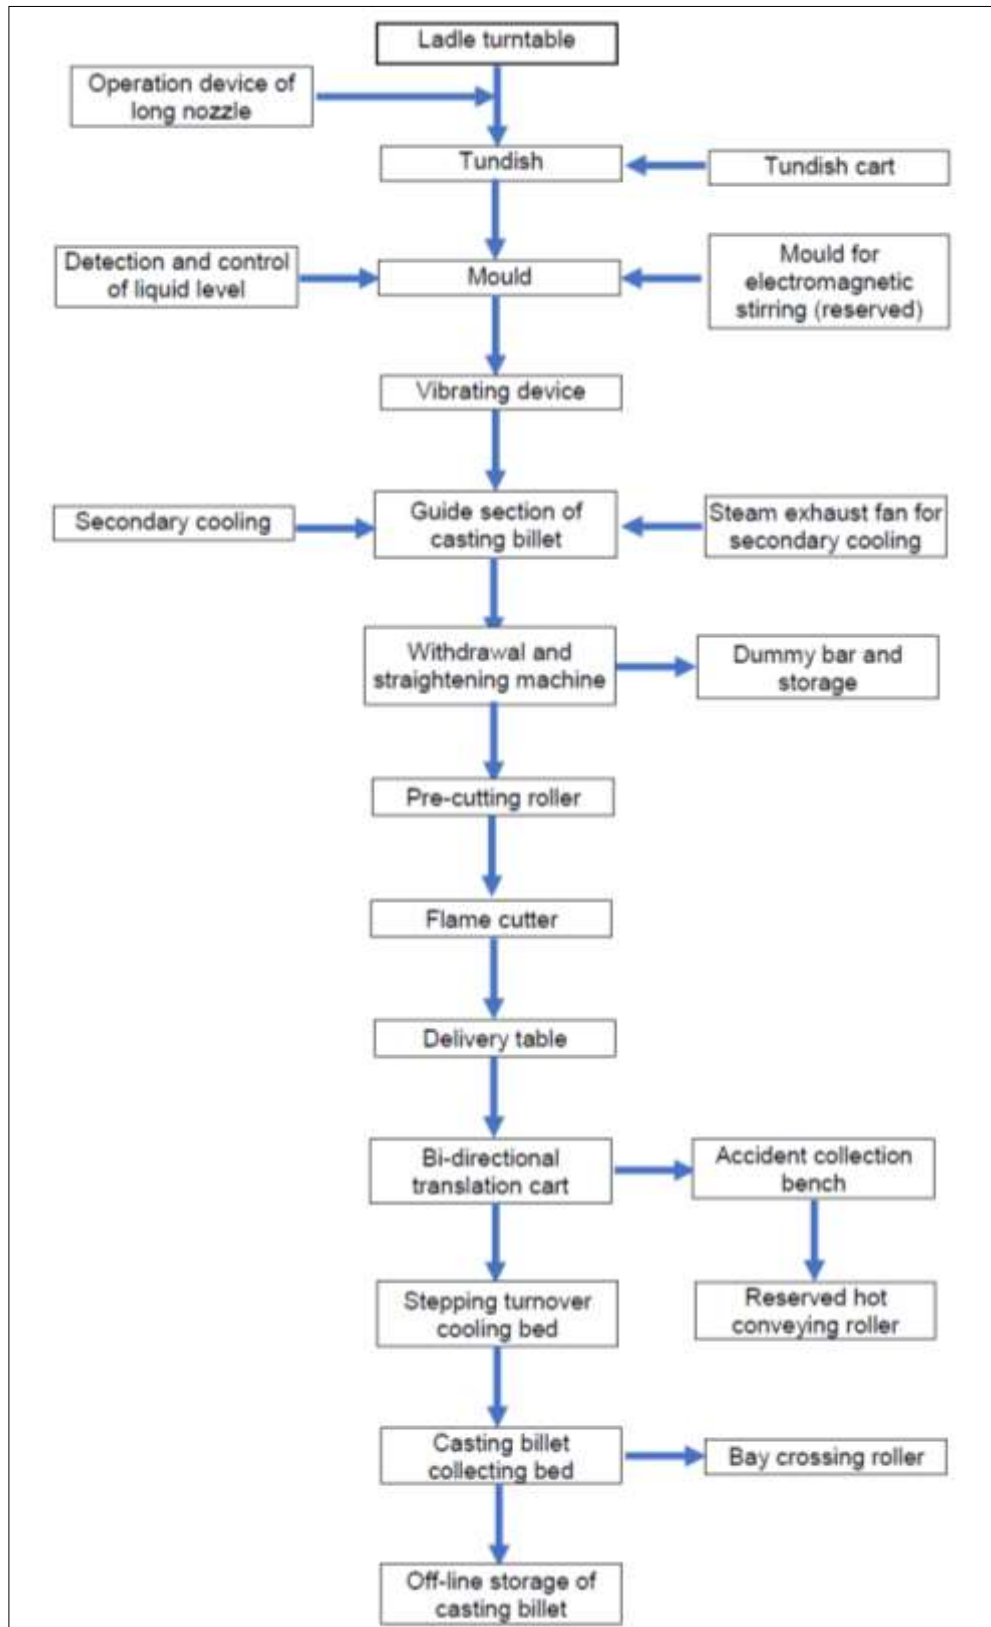 Ladle turntable
Operation device of
long nozzle
Tundish
Tundish cart
Detection and control
of liquid level
Mould
Mould for
electromagnetic
stirring (reserved)
Vibrating device
Secondary cooling
Guide section of
casting billet
Steam exhaust fan for
secondary cooling
Withdrawal and
straightening machine
Dummy bar and
storage
Pre-cutting roller
Flame cutter
Delivery table
Bi-directional
translation cart
Accident collection
bench
Stepping turnover
cooling bed
Reserved hot
conveying roller
Casting billet
collecting bed
Bay crossing roller
Off-line storage of
casting billet